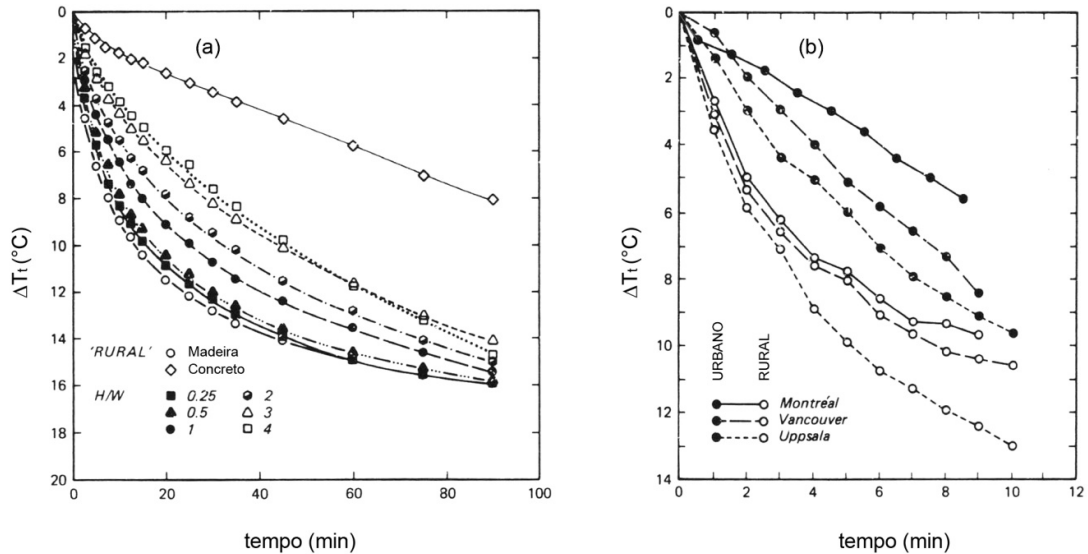 (a)
0
2
4
6
8
10
12
14
16
18
20
ΔTt (°C)
'RURAL' Madeira
Concreto
H/W 0.25 2
0.5 3
1 4
0 20 40 60 80 100
tempo (min)
(b)
0
2
4
6
8
10
12
14
ΔTt (°C)
URBANO RURAL
Montréal
Vancouver
Uppsala
0 2 4 6 8 10 12
tempo (min)